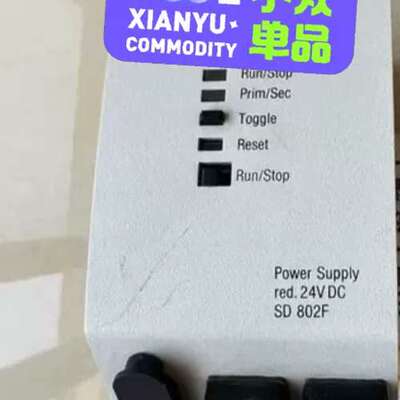 XIANYU
COMMODITY
单品
Run/Stop
Prim/Sec
Toggle
Reset
Run/Stop
Power Supply
red. 24V DC
SD 802F